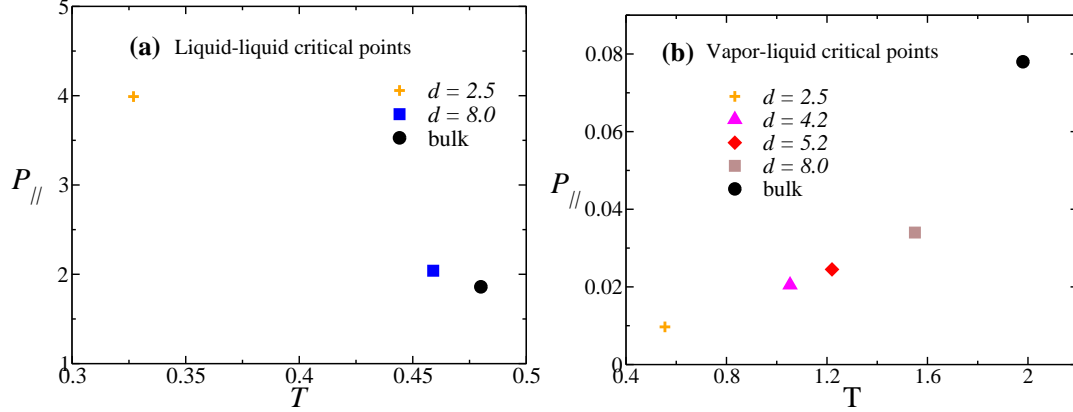 (a) Liquid-liquid critical points
d = 2.5
d = 8.0
bulk
5
4
3
2
1
P//
0.3 0.35 0.4 0.45 0.5
T
(b) Vapor-liquid critical points
d = 2.5
d = 4.2
d = 5.2
d = 8.0
bulk
0.08
0.06
0.04
0.02
0
P//
0.4 0.8 1.2 1.6 2
T